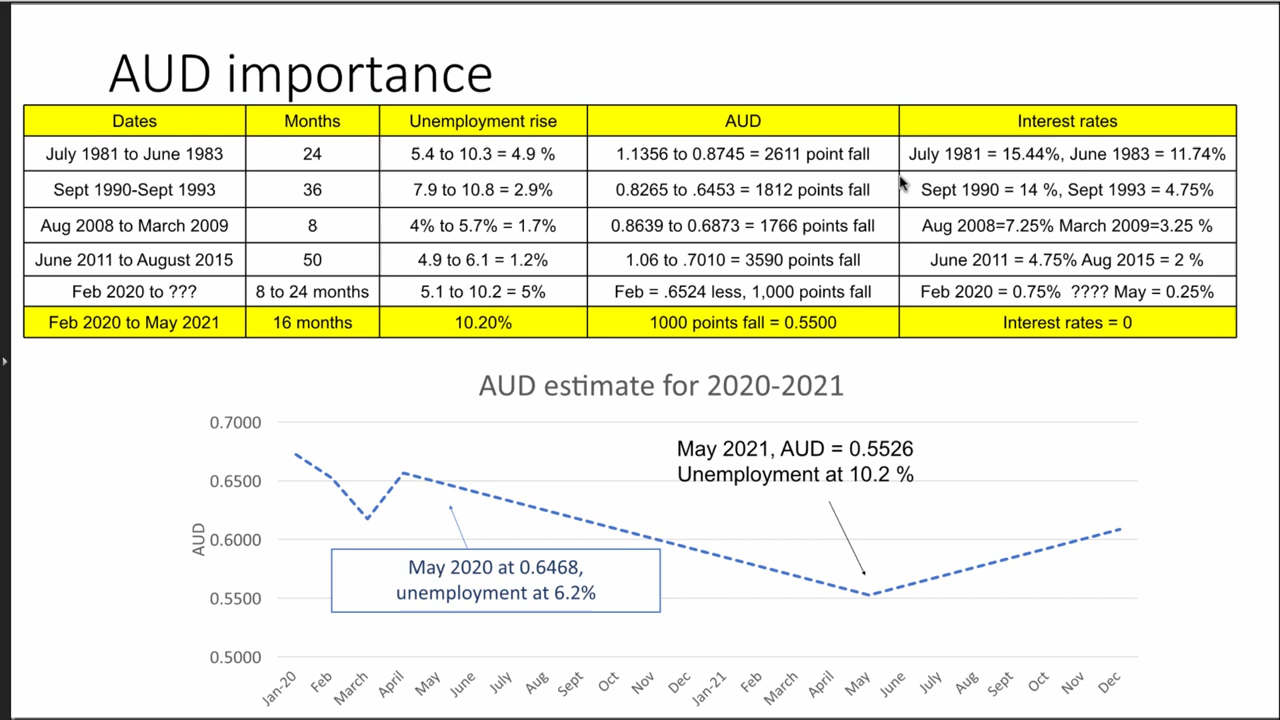 AUD importance
Dates Months Unemployment rise AUD Interest rates
July 1981 to June 1983 24 5.4 to 10.3 = 4.9 % 1.1356 to 0.8745 = 2611 point fall July 1981 = 15.44%, June 1983 = 11.74%
Sept 1990-Sept 1993 36 7.9 to 10.8 = 2.9% 0.8265 to .6453 = 1812 points fall Sept 1990 = 14 %, Sept 1993 = 4.75%
Aug 2008 to March 2009 8 4% to 5.7% = 1.7% 0.8639 to 0.6873 = 1766 points fall Aug 2008=7.25% March 2009=3.25 %
June 2011 to August 2015 50 4.9 to 6.1 = 1.2% 1.06 to .7010 = 3590 points fall June 2011 = 4.75% Aug 2015 = 2 %
Feb 2020 to ??? 8 to 24 months 5.1 to 10.2 = 5% Feb = .6524 less, 1,000 points fall Feb 2020 = 0.75% ???? May = 0.25%
Feb 2020 to May 2021 16 months 10.20% 1000 points fall = 0.5500 Interest rates = 0
AUD estimate for 2020-2021
0.7000
0.6500
0.6000
0.5500
0.5000
AUD
May 2021, AUD = 0.5526
Unemployment at 10.2 %
May 2020 at 0.6468,
unemployment at 6.2%
Jan-20 Feb March April May June July Aug Sept Oct Nov Dec Jan-21 Feb March April May June July Aug Sept Oct Nov Dec